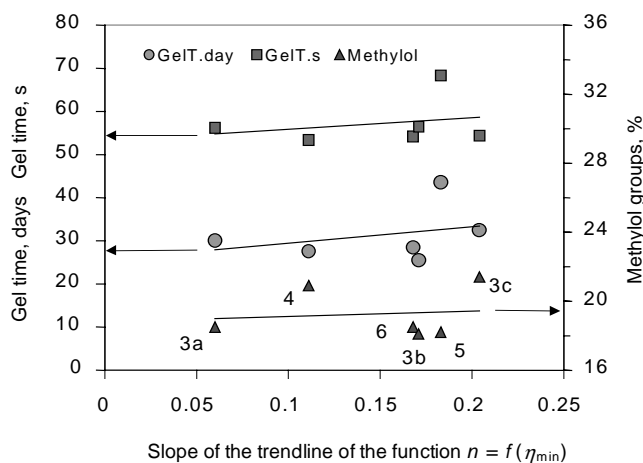 GelT.day GelT.s Methylol
Gel time, days Gel time, s
80
70
60
50
40
30
20
10
0
36
32
28
24
20
16
Methylol groups, %
3a
4
6
3b
5
3c
0 0.05 0.1 0.15 0.2 0.25
Slope of the trendline of the function n = f(ηmin)